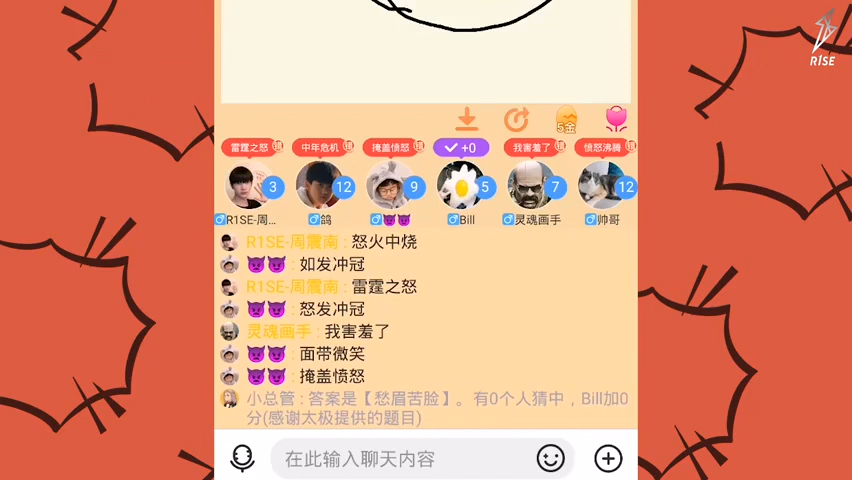 R1SE
5金
雷霆之怒 猜
中年危机 猜
掩盖愤怒 猜
+0
我害羞了 猜
愤怒沸腾 猜
3
12
9
5
7
12
R1SE-周...
鸽
😈😈
Bill
灵魂画手
帅哥
R1SE-周震南 : 怒火中烧
😈😈 : 如发冲冠
R1SE-周震南 : 雷霆之怒
😈😈 : 怒发冲冠
灵魂画手 : 我害羞了
😈😈 : 面带微笑
😈😈 : 掩盖愤怒
小总管 : 答案是【愁眉苦脸】。有0个人猜中，Bill加0
分(感谢太极提供的题目)
在此输入聊天内容